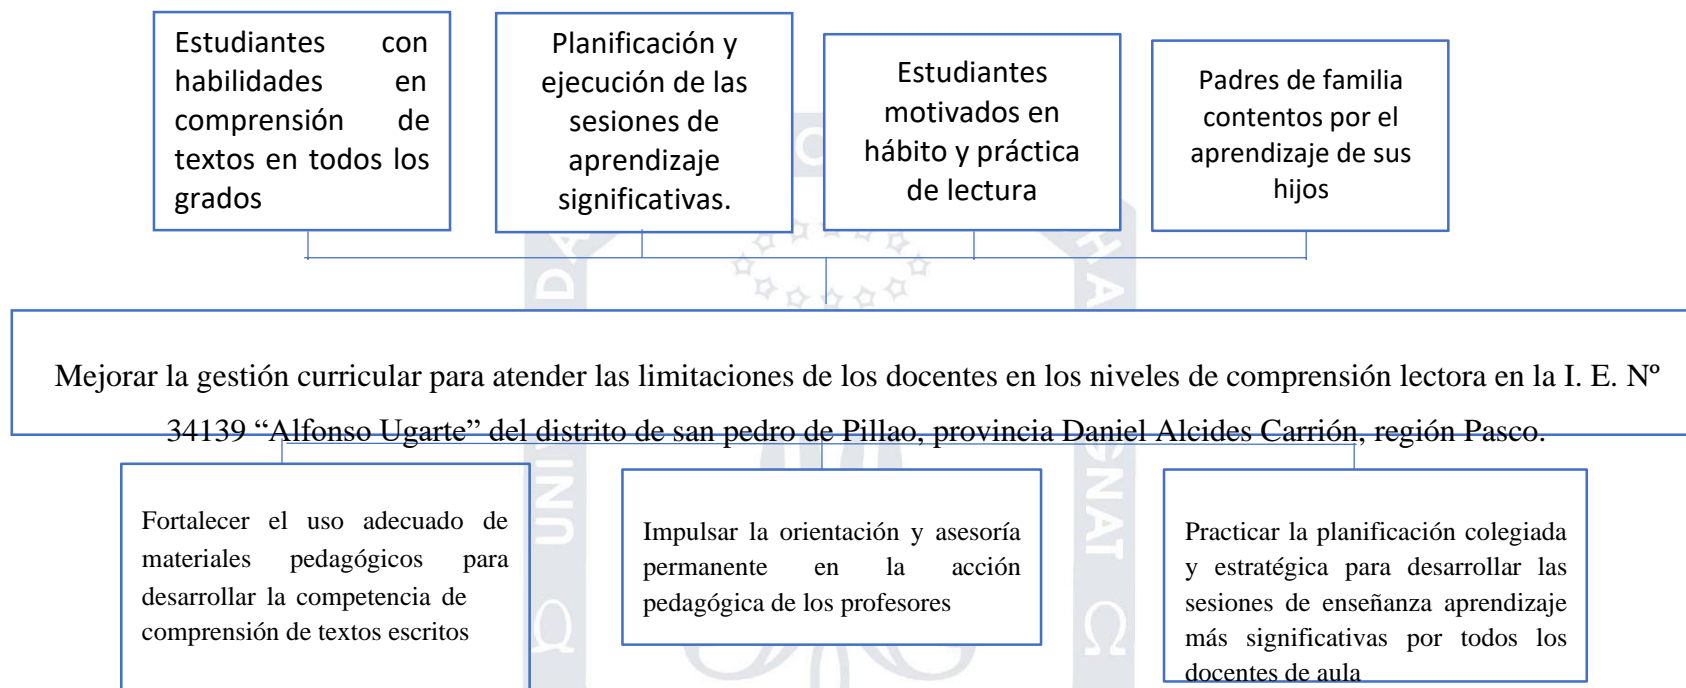 Estudiantes con
habilidades en
comprensión de
textos en todos los
grados
Planificación y
ejecución de las
sesiones de
aprendizaje
significativas.
Estudiantes
motivados en
hábito y práctica
de lectura
Padres de familia
contentos por el
aprendizaje de sus
hijos
Mejorar la gestión curricular para atender las limitaciones de los docentes en los niveles de comprensión lectora en la I. E. Nº
34139 “Alfonso Ugarte” del distrito de san pedro de Pillao, provincia Daniel Alcides Carrión, región Pasco.
Fortalecer el uso adecuado de
materiales pedagógicos para
desarrollar la competencia de
comprensión de textos escritos
Impulsar la orientación y asesoría
permanente en la acción
pedagógica de los profesores
Practicar la planificación colegiada
y estratégica para desarrollar las
sesiones de enseñanza aprendizaje
más significativas por todos los
docentes de aula